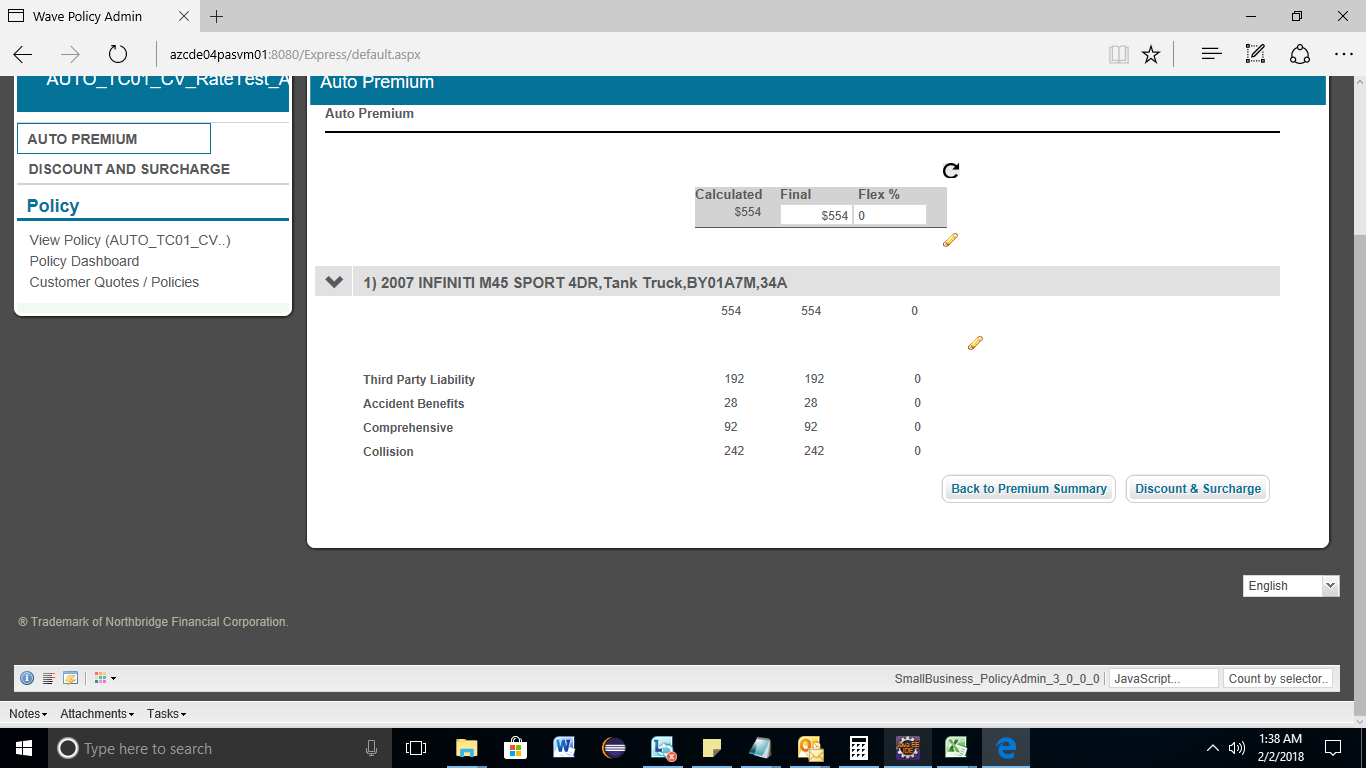 Wave Policy Admin
azcde04pasvm01:8080/Express/default.aspx
AUTO_TC01_CV_RateTest_A
AUTO PREMIUM
DISCOUNT AND SURCHARGE
Policy
View Policy (AUTO_TC01_CV..)
Policy Dashboard
Customer Quotes / Policies
Auto Premium
Auto Premium
Calculated Final Flex %
$554 $554 0
1) 2007 INFINITI M45 SPORT 4DR,Tank Truck,BY01A7M,34A
554 554 0
Third Party Liability 192 192 0
Accident Benefits 28 28 0
Comprehensive 92 92 0
Collision 242 242 0
Back to Premium Summary Discount & Surcharge
English
® Trademark of Northbridge Financial Corporation.
SmallBusiness_PolicyAdmin_3_0_0_0 JavaScript... Count by selector..
Notes Attachments Tasks
Type here to search
1:38 AM
2/2/2018